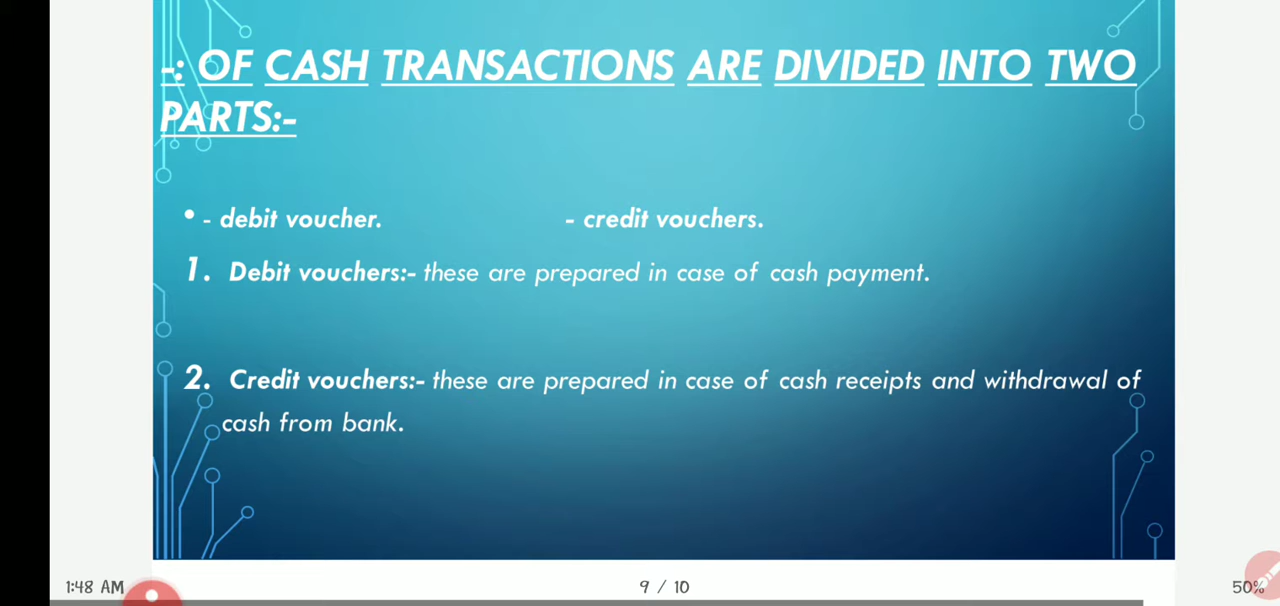 -: OF CASH TRANSACTIONS ARE DIVIDED INTO TWO
PARTS:-
• - debit voucher. - credit vouchers.
1. Debit vouchers:- these are prepared in case of cash payment.
2. Credit vouchers:- these are prepared in case of cash receipts and withdrawal of
cash from bank.
1:48 AM 9 / 10 50%